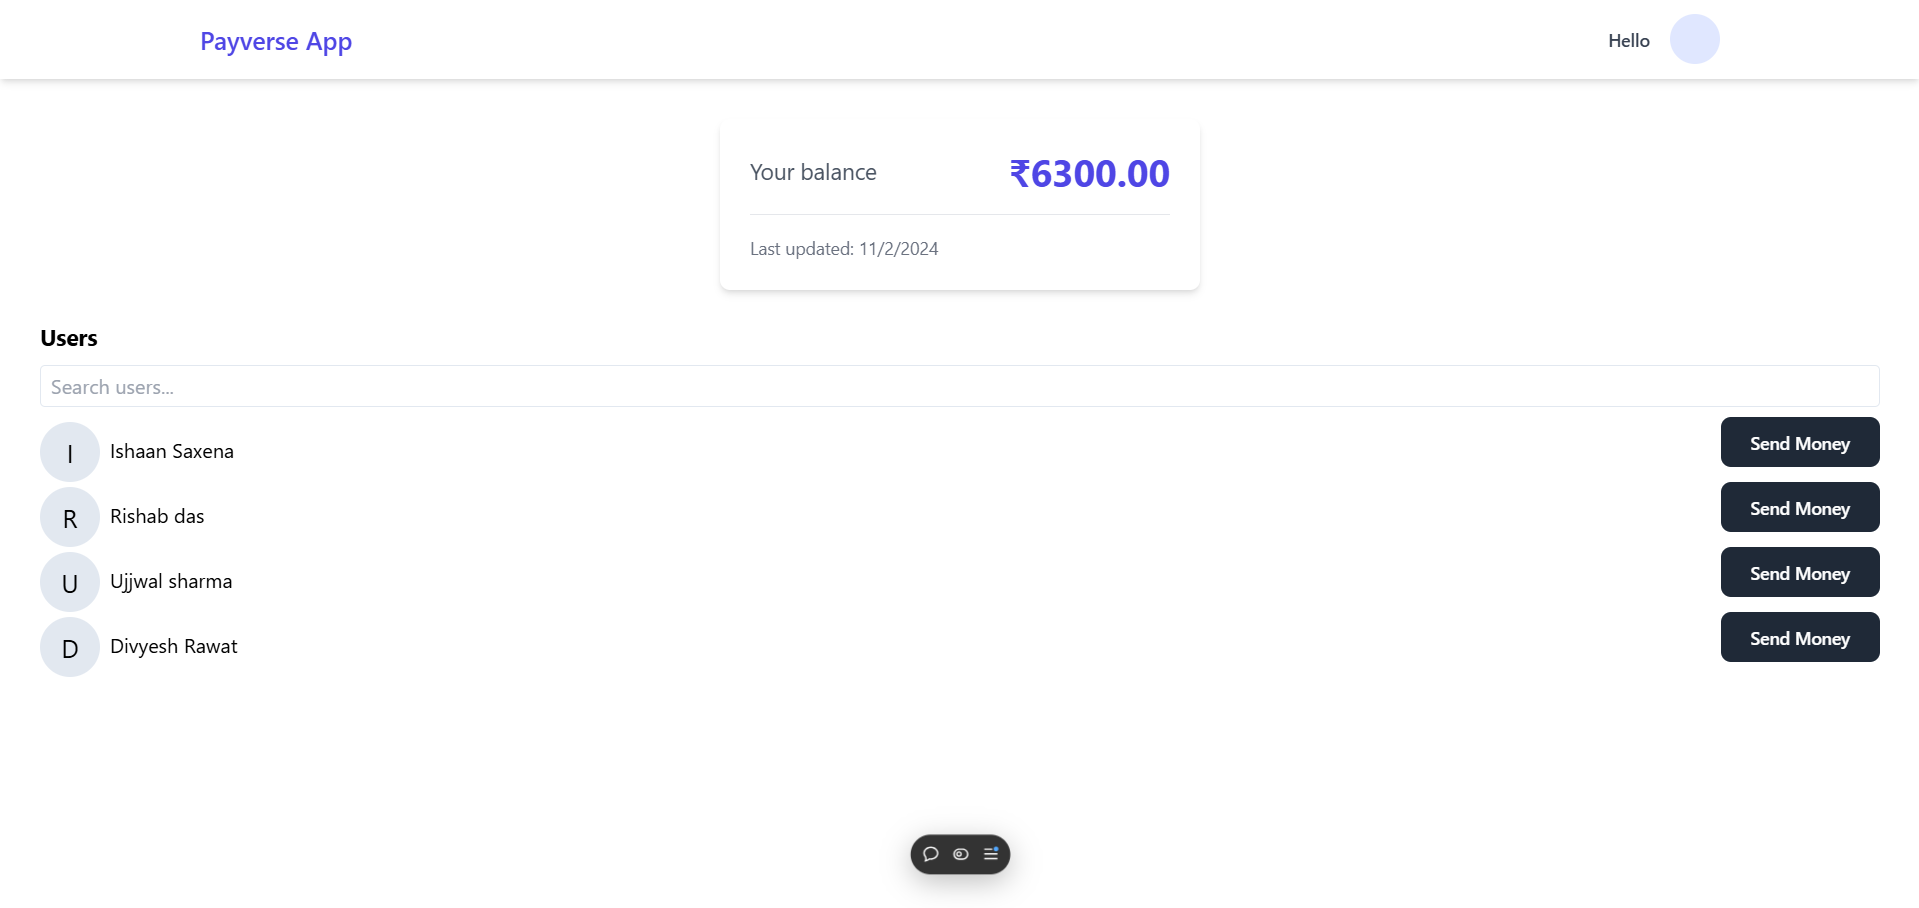 Payverse App
Hello
Your balance ₹6300.00
Last updated: 11/2/2024
Users
Search users...
I Ishaan Saxena Send Money
R Rishab das Send Money
U Ujjwal sharma Send Money
D Divyesh Rawat Send Money